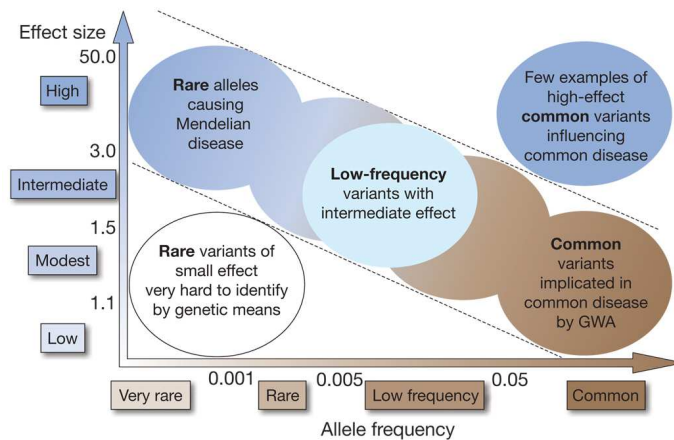 Effect size
50.0
High
3.0
Intermediate
1.5
Modest
1.1
Low
Rare alleles
causing
Mendelian
disease
Few examples of
high-effect
common variants
influencing
common disease
Low-frequency
variants with
intermediate effect
Rare variants of
small effect
very hard to identify
by genetic means
Common
variants
implicated in
common disease
by GWA
0.001
0.005
0.05
Very rare
Rare
Low frequency
Common
Allele frequency